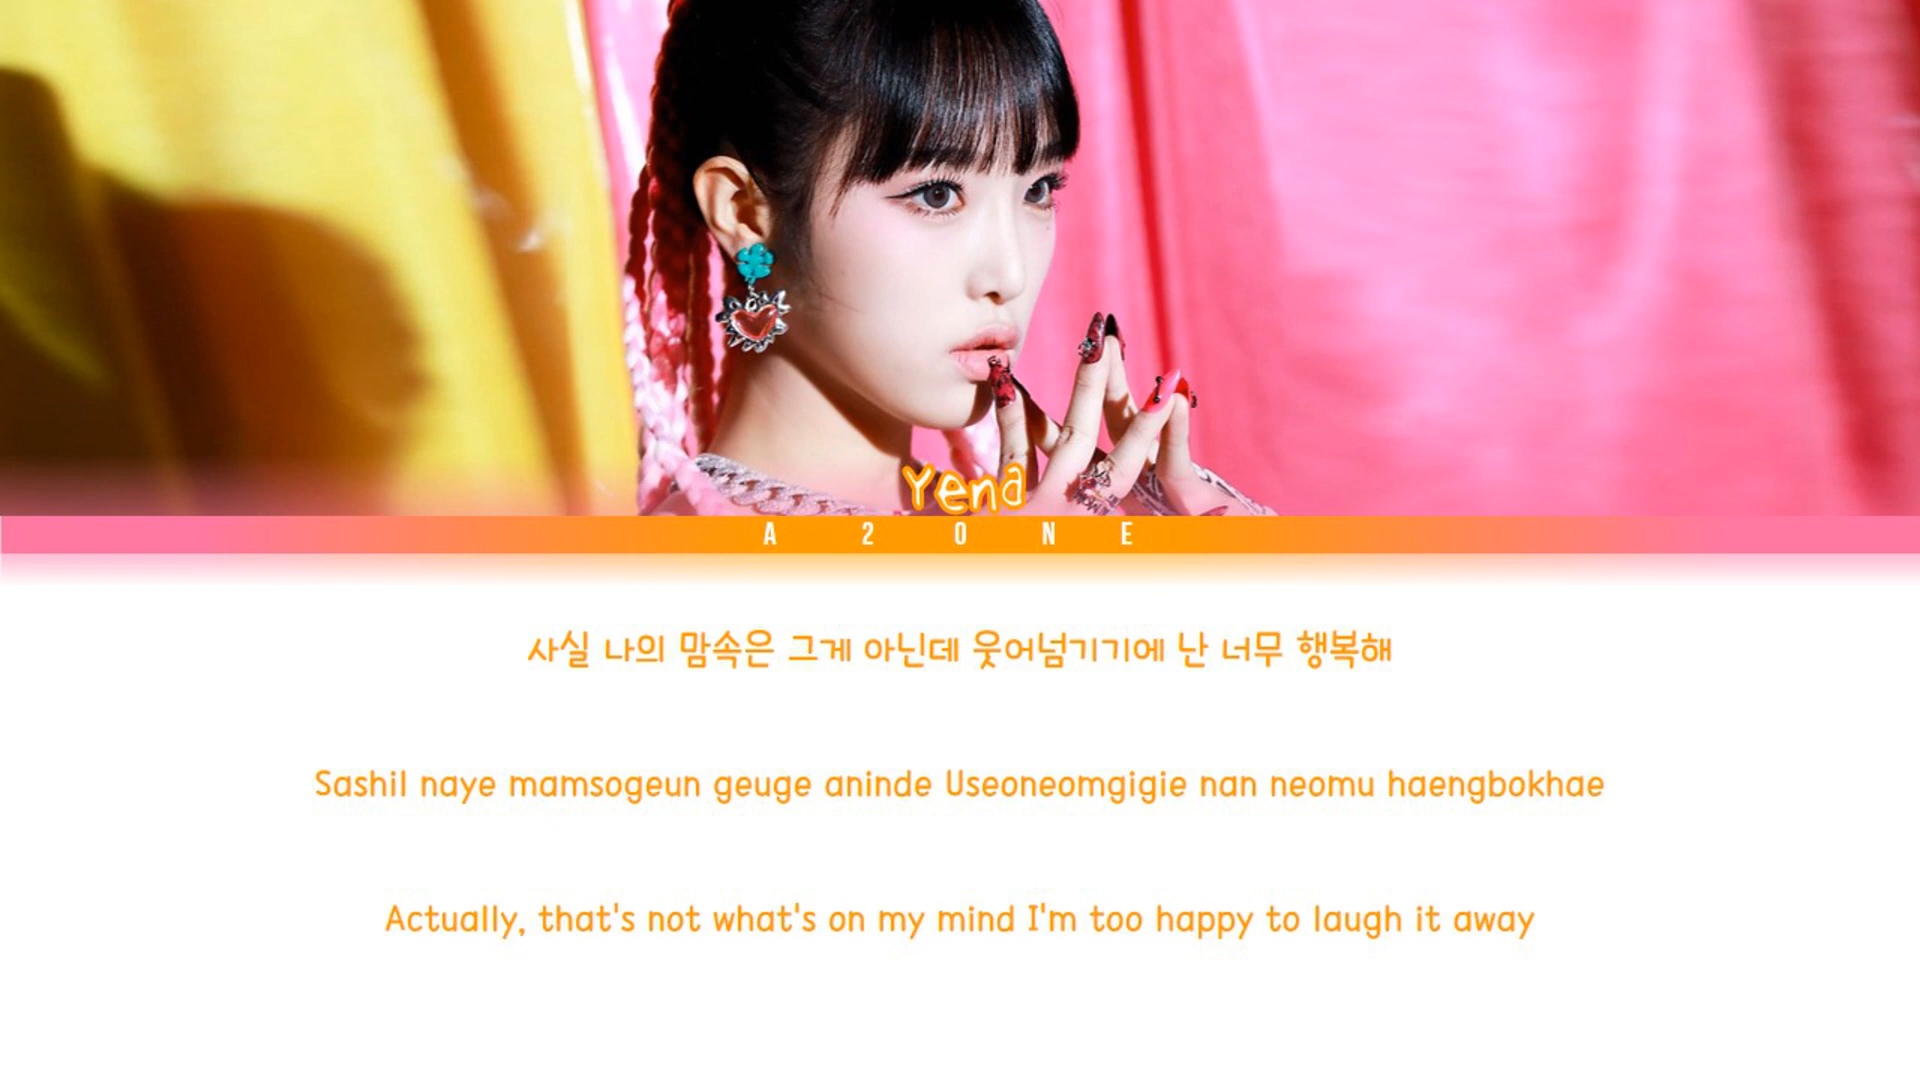 Yena
A 2 O N E
사실 나의 맘속은 그게 아닌데 웃어넘기기에 난 너무 행복해
Sashil naye mamsogeun geuge aninde Useoneomgigie nan neomu haengbokhae
Actually, that's not what's on my mind I'm too happy to laugh it away